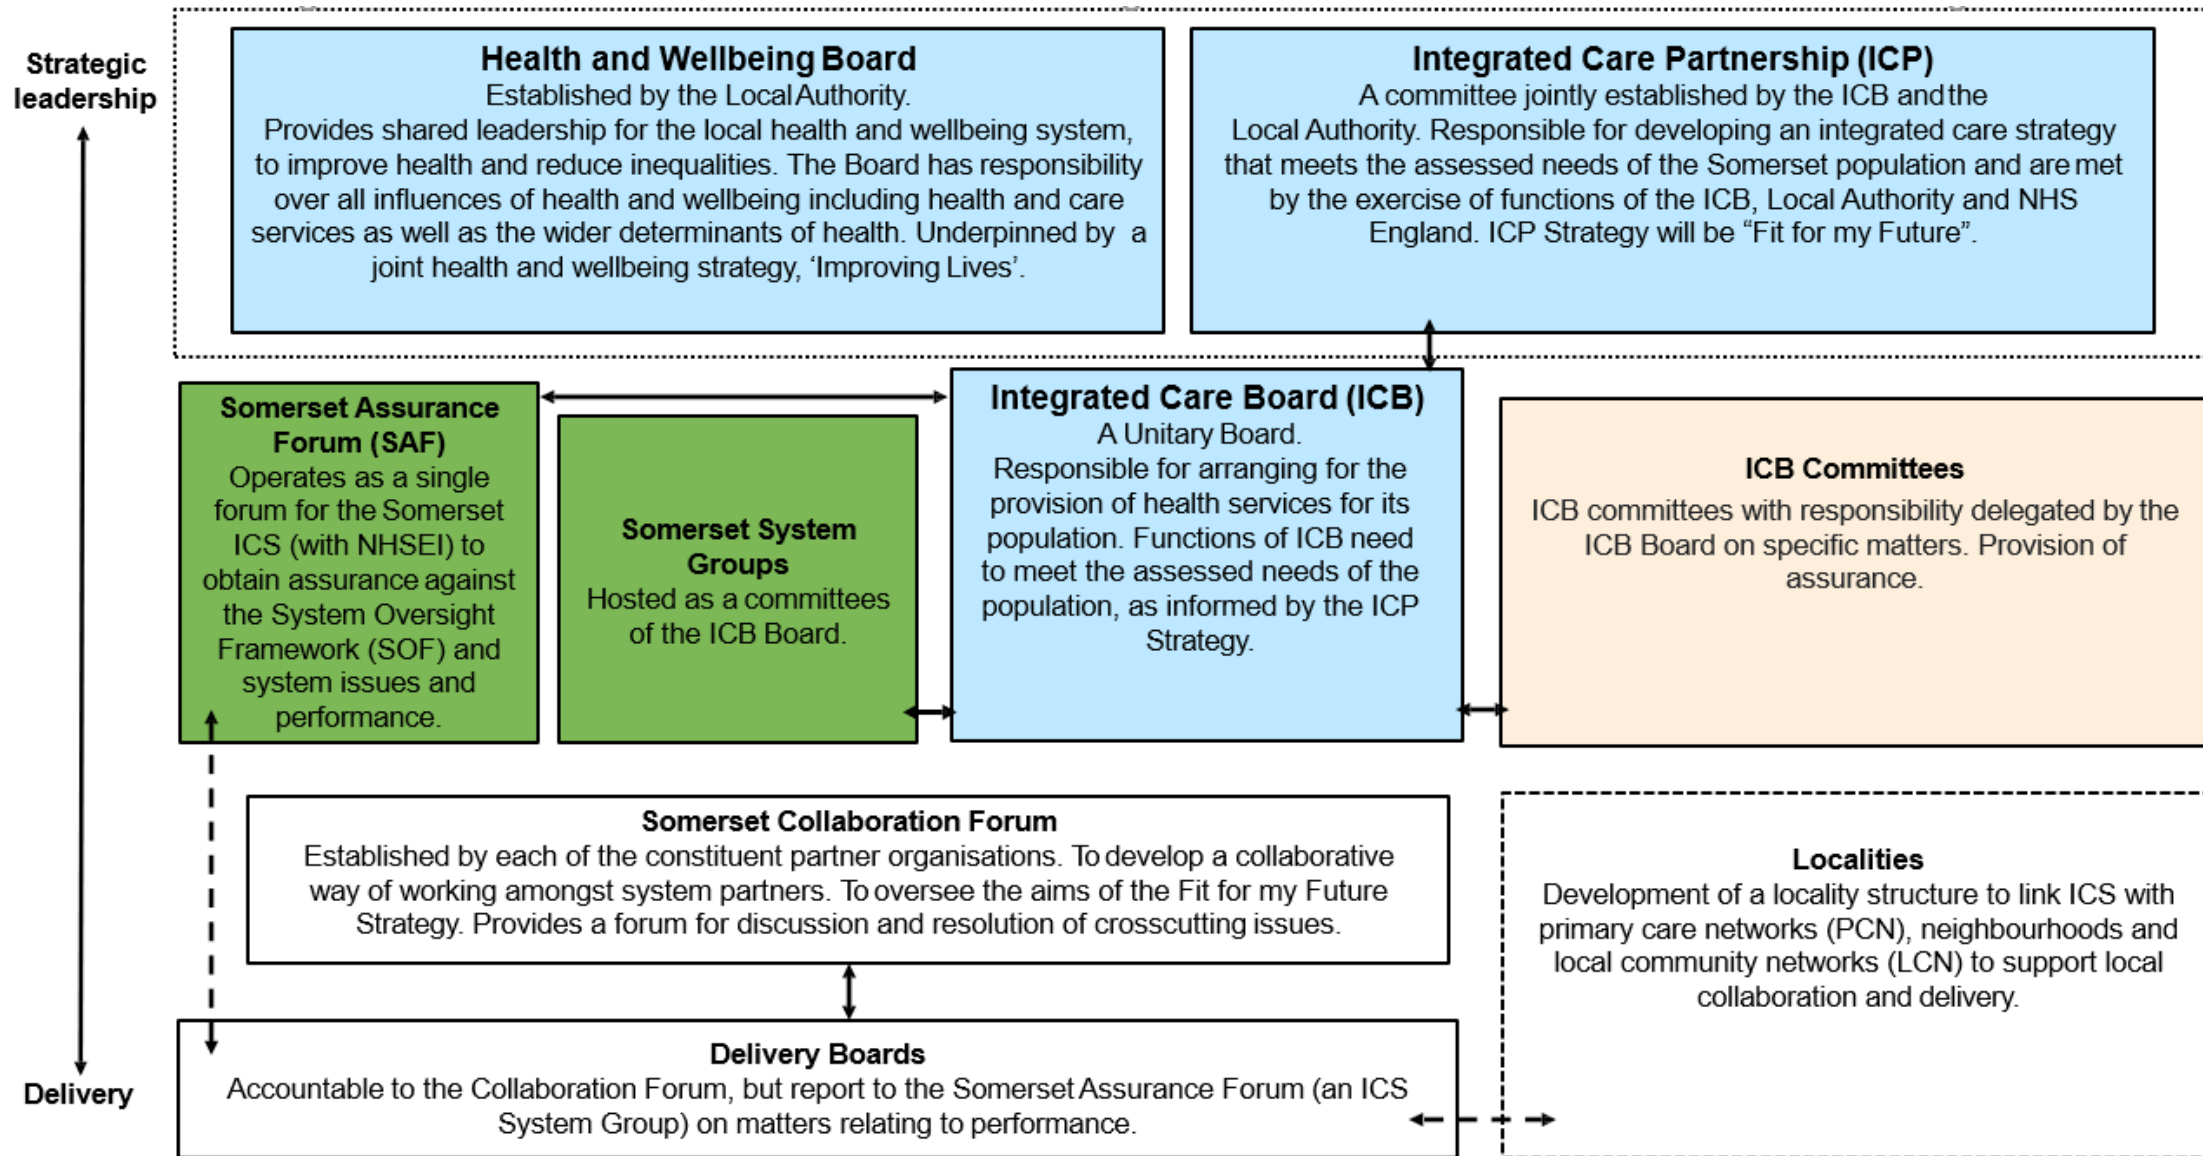 Strategic
leadership
Health and Wellbeing Board
Established by the Local Authority.
Provides shared leadership for the local health and wellbeing system,
to improve health and reduce inequalities. The Board has responsibility
over all influences of health and wellbeing including health and care
services as well as the wider determinants of health. Underpinned by a
joint health and wellbeing strategy, ‘Improving Lives’.
Integrated Care Partnership (ICP)
A committee jointly established by the ICB and the
Local Authority. Responsible for developing an integrated care strategy
that meets the assessed needs of the Somerset population and are met
by the exercise of functions of the ICB, Local Authority and NHS
England. ICP Strategy will be “Fit for my Future”.
Somerset Assurance
Forum (SAF)
Operates as a single
forum for the Somerset
ICS (with NHSEI) to
obtain assurance against
the System Oversight
Framework (SOF) and
system issues and
performance.
Somerset System
Groups
Hosted as a committees
of the ICB Board.
Integrated Care Board (ICB)
A Unitary Board.
Responsible for arranging for the
provision of health services for its
population. Functions of ICB need
to meet the assessed needs of the
population, as informed by the ICP
Strategy.
ICB Committees
ICB committees with responsibility delegated by the
ICB Board on specific matters. Provision of
assurance.
Somerset Collaboration Forum
Established by each of the constituent partner organisations. To develop a collaborative
way of working amongst system partners. To oversee the aims of the Fit for my Future
Strategy. Provides a forum for discussion and resolution of crosscutting issues.
Localities
Development of a locality structure to link ICS with
primary care networks (PCN), neighbourhoods and
local community networks (LCN) to support local
collaboration and delivery.
Delivery
Delivery Boards
Accountable to the Collaboration Forum, but report to the Somerset Assurance Forum (an ICS
System Group) on matters relating to performance.